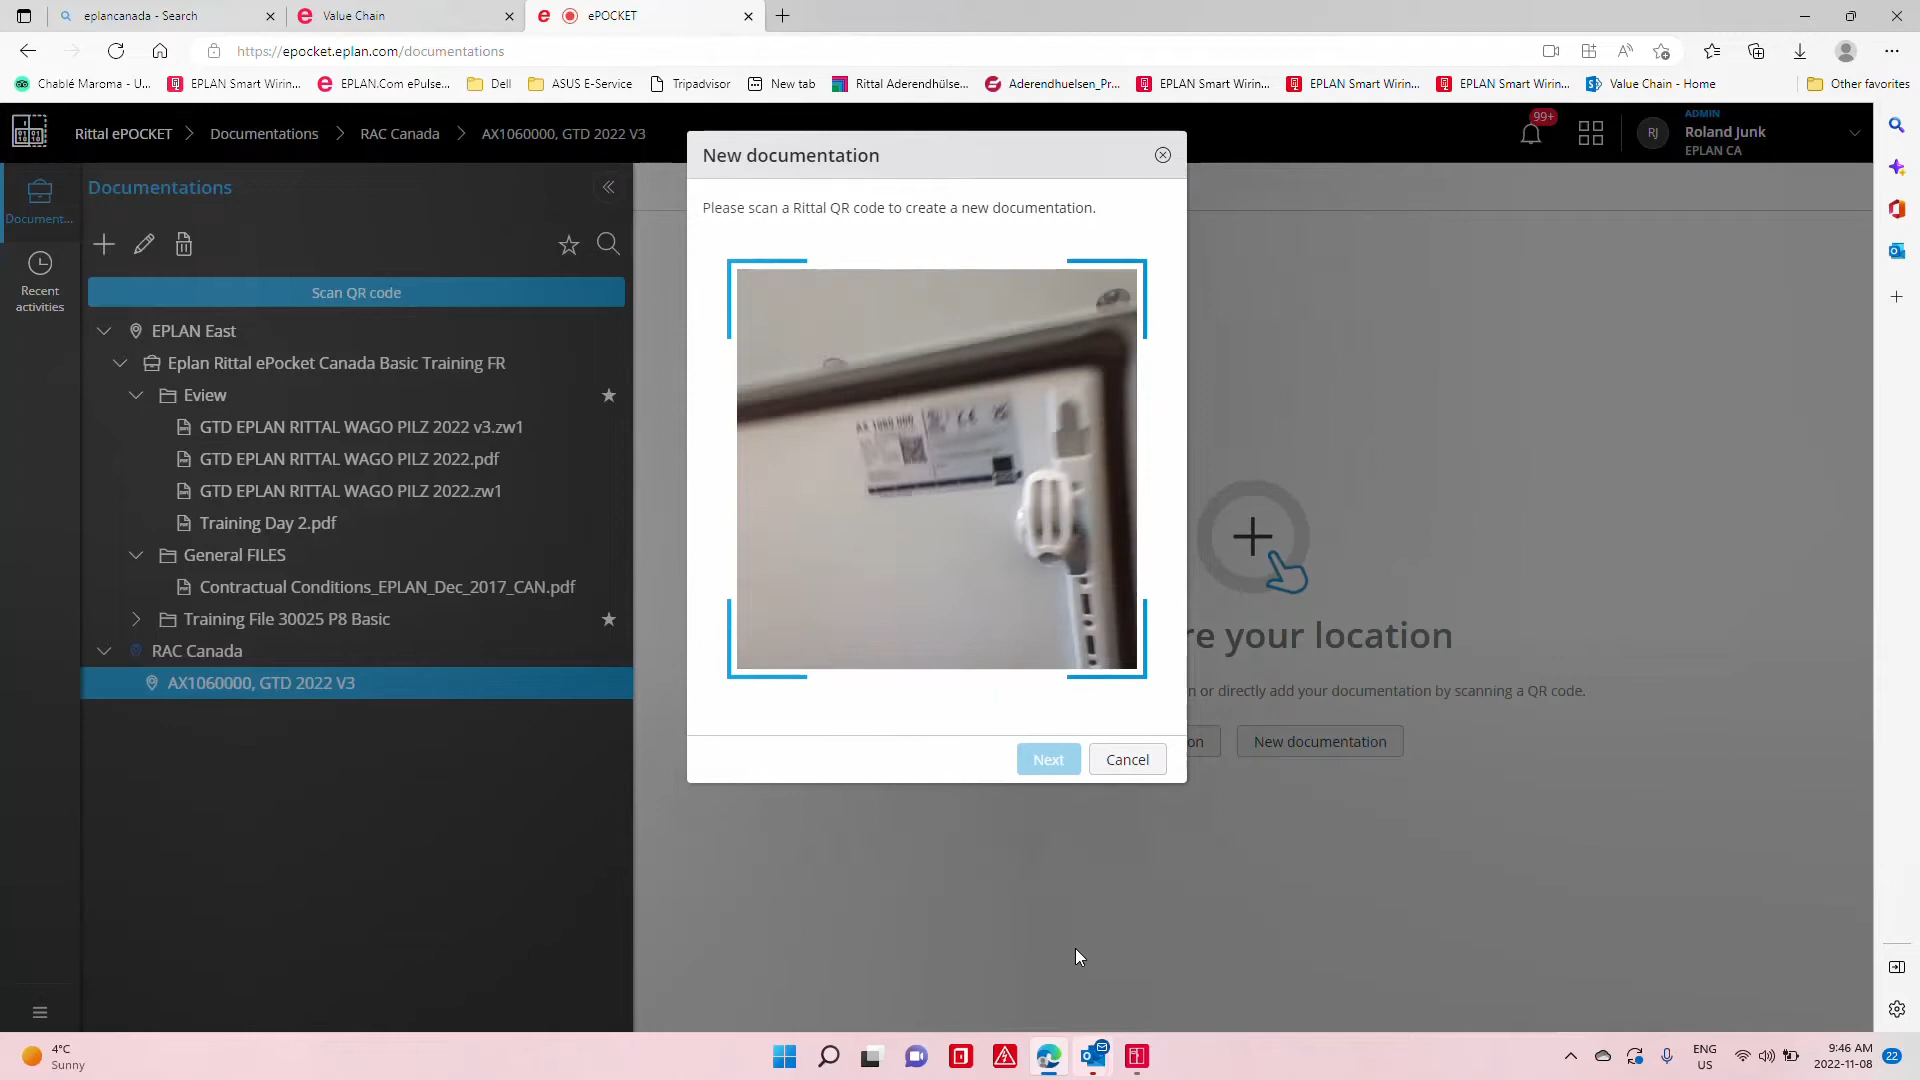 eplancanada - Search
Value Chain
ePOCKET
https://epocket.eplan.com/documentations
Chablé Maroma - U...
EPLAN Smart Wirin...
EPLAN.Com ePulse...
Dell
ASUS E-Service
Tripadvisor
New tab
Rittal Aderendhülse...
Aderendhuelsen_Pr...
EPLAN Smart Wirin...
EPLAN Smart Wirin...
EPLAN Smart Wirin...
Value Chain - Home
Other favorites
Rittal ePOCKET
Documentations
RAC Canada
AX1060000, GTD 2022 V3
99+
RJ
ADMIN
Roland Junk
EPLAN CA
Document...
Recent
activities
Documentations
Scan QR code
EPLAN East
Eplan Rittal ePocket Canada Basic Training FR
Eview
GTD EPLAN RITTAL WAGO PILZ 2022 v3.zw1
GTD EPLAN RITTAL WAGO PILZ 2022.pdf
GTD EPLAN RITTAL WAGO PILZ 2022.zw1
Training Day 2.pdf
General FILES
Contractual Conditions_EPLAN_Dec_2017_CAN.pdf
Training File 30025 P8 Basic
RAC Canada
AX1060000, GTD 2022 V3
New documentation
Please scan a Rittal QR code to create a new documentation.
Next
Cancel
re your location
n or directly add your documentation by scanning a QR code.
on
New documentation
4°C
Sunny
ENG
US
9:46 AM
2022-11-08
22